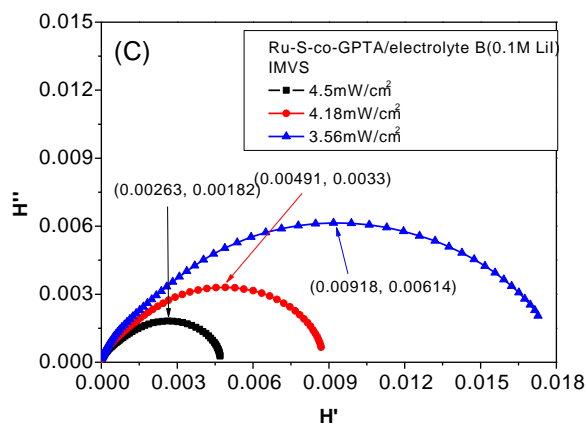 0.015
(C)
Ru-S-co-GPTA/electrolyte B(0.1M LiI)
IMVS
4.5mW/cm²
4.18mW/cm²
3.56mW/cm²
0.012
0.009
(0.00491, 0.0033)
(0.00263, 0.00182)
H''
0.006
(0.00918, 0.00614)
0.003
0.000
0.000 0.003 0.006 0.009 0.012 0.015 0.018
H'